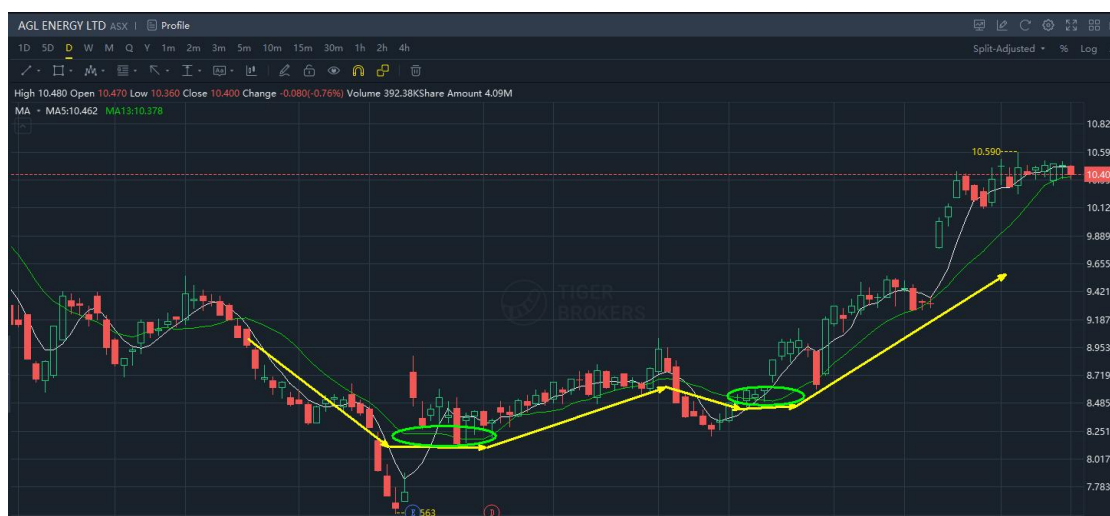 AGL ENERGY LTD ASX Profile
1D 5D D W M Q Y 1m 2m 3m 5m 10m 15m 30m 1h 2h 4h Split-Adjusted % Log
High 10.480 Open 10.470 Low 10.360 Close 10.400 Change -0.080(-0.76%) Volume 392.38KShare Amount 4.09M
MA MA5:10.462 MA13:10.378
10.82
10.590 10.59
10.40
10.12
9.889
9.655
TIGER
BROKERS
9.421
9.187
8.953
8.719
8.485
8.251
8.017
7.783
563
E D